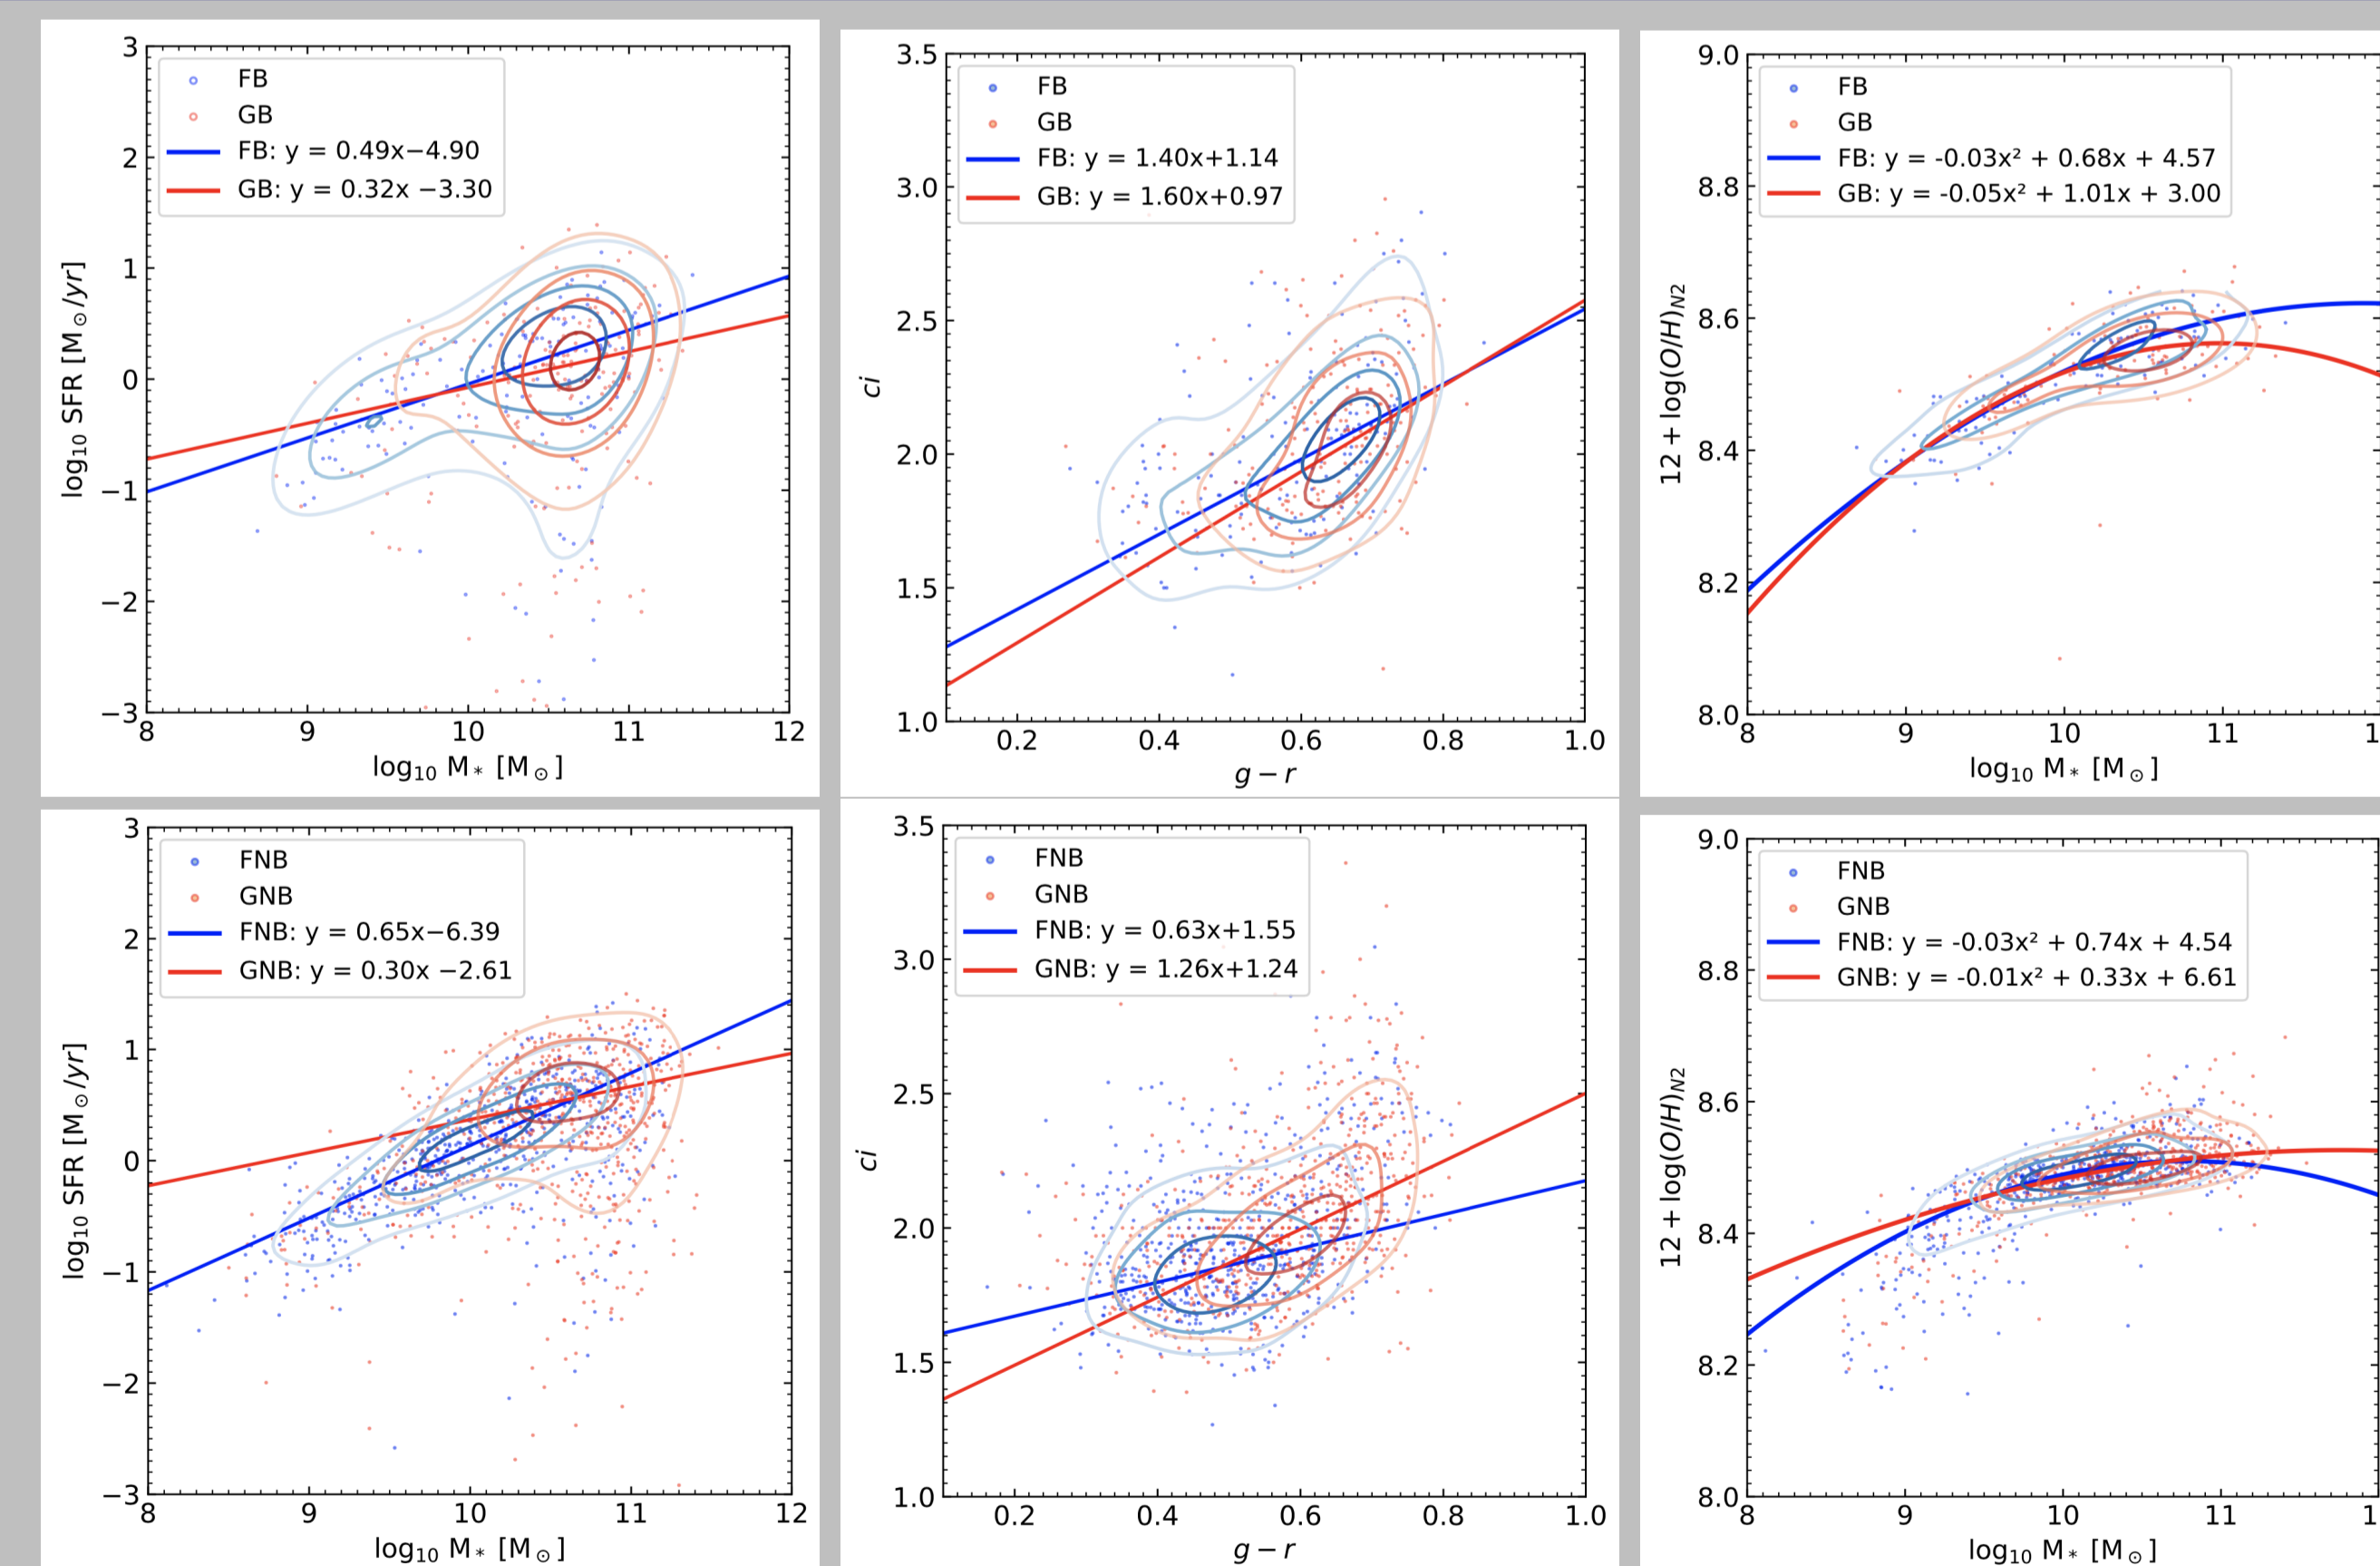 3
2
1
0
−1
−2
−3
log₁₀ SFR [M⊙/yr]
FB
GB
FB: y = 0.49x−4.90
GB: y = 0.32x −3.30
8 9 10 11 12
log₁₀ M* [M⊙]
3.5
3.0
2.5
2.0
1.5
1.0
ci
FB
GB
FB: y = 1.40x+1.14
GB: y = 1.60x+0.97
0.2 0.4 0.6 0.8 1.0
g − r
9.0
8.8
8.6
8.4
8.2
8.0
12 + log(O/H)N2
FB
GB
FB: y = -0.03x² + 0.68x + 4.57
GB: y = -0.05x² + 1.01x + 3.00
8 9 10 11
log₁₀ M* [M⊙]
3
2
1
0
−1
−2
−3
log₁₀ SFR [M⊙/yr]
FNB
GNB
FNB: y = 0.65x−6.39
GNB: y = 0.30x −2.61
8 9 10 11 12
log₁₀ M* [M⊙]
3.5
3.0
2.5
2.0
1.5
1.0
ci
FNB
GNB
FNB: y = 0.63x+1.55
GNB: y = 1.26x+1.24
0.2 0.4 0.6 0.8 1.0
g − r
9.0
8.8
8.6
8.4
8.2
8.0
12 + log(O/H)N2
FNB
GNB
FNB: y = -0.03x² + 0.74x + 4.54
GNB: y = -0.01x² + 0.33x + 6.61
8 9 10 11
log₁₀ M* [M⊙]